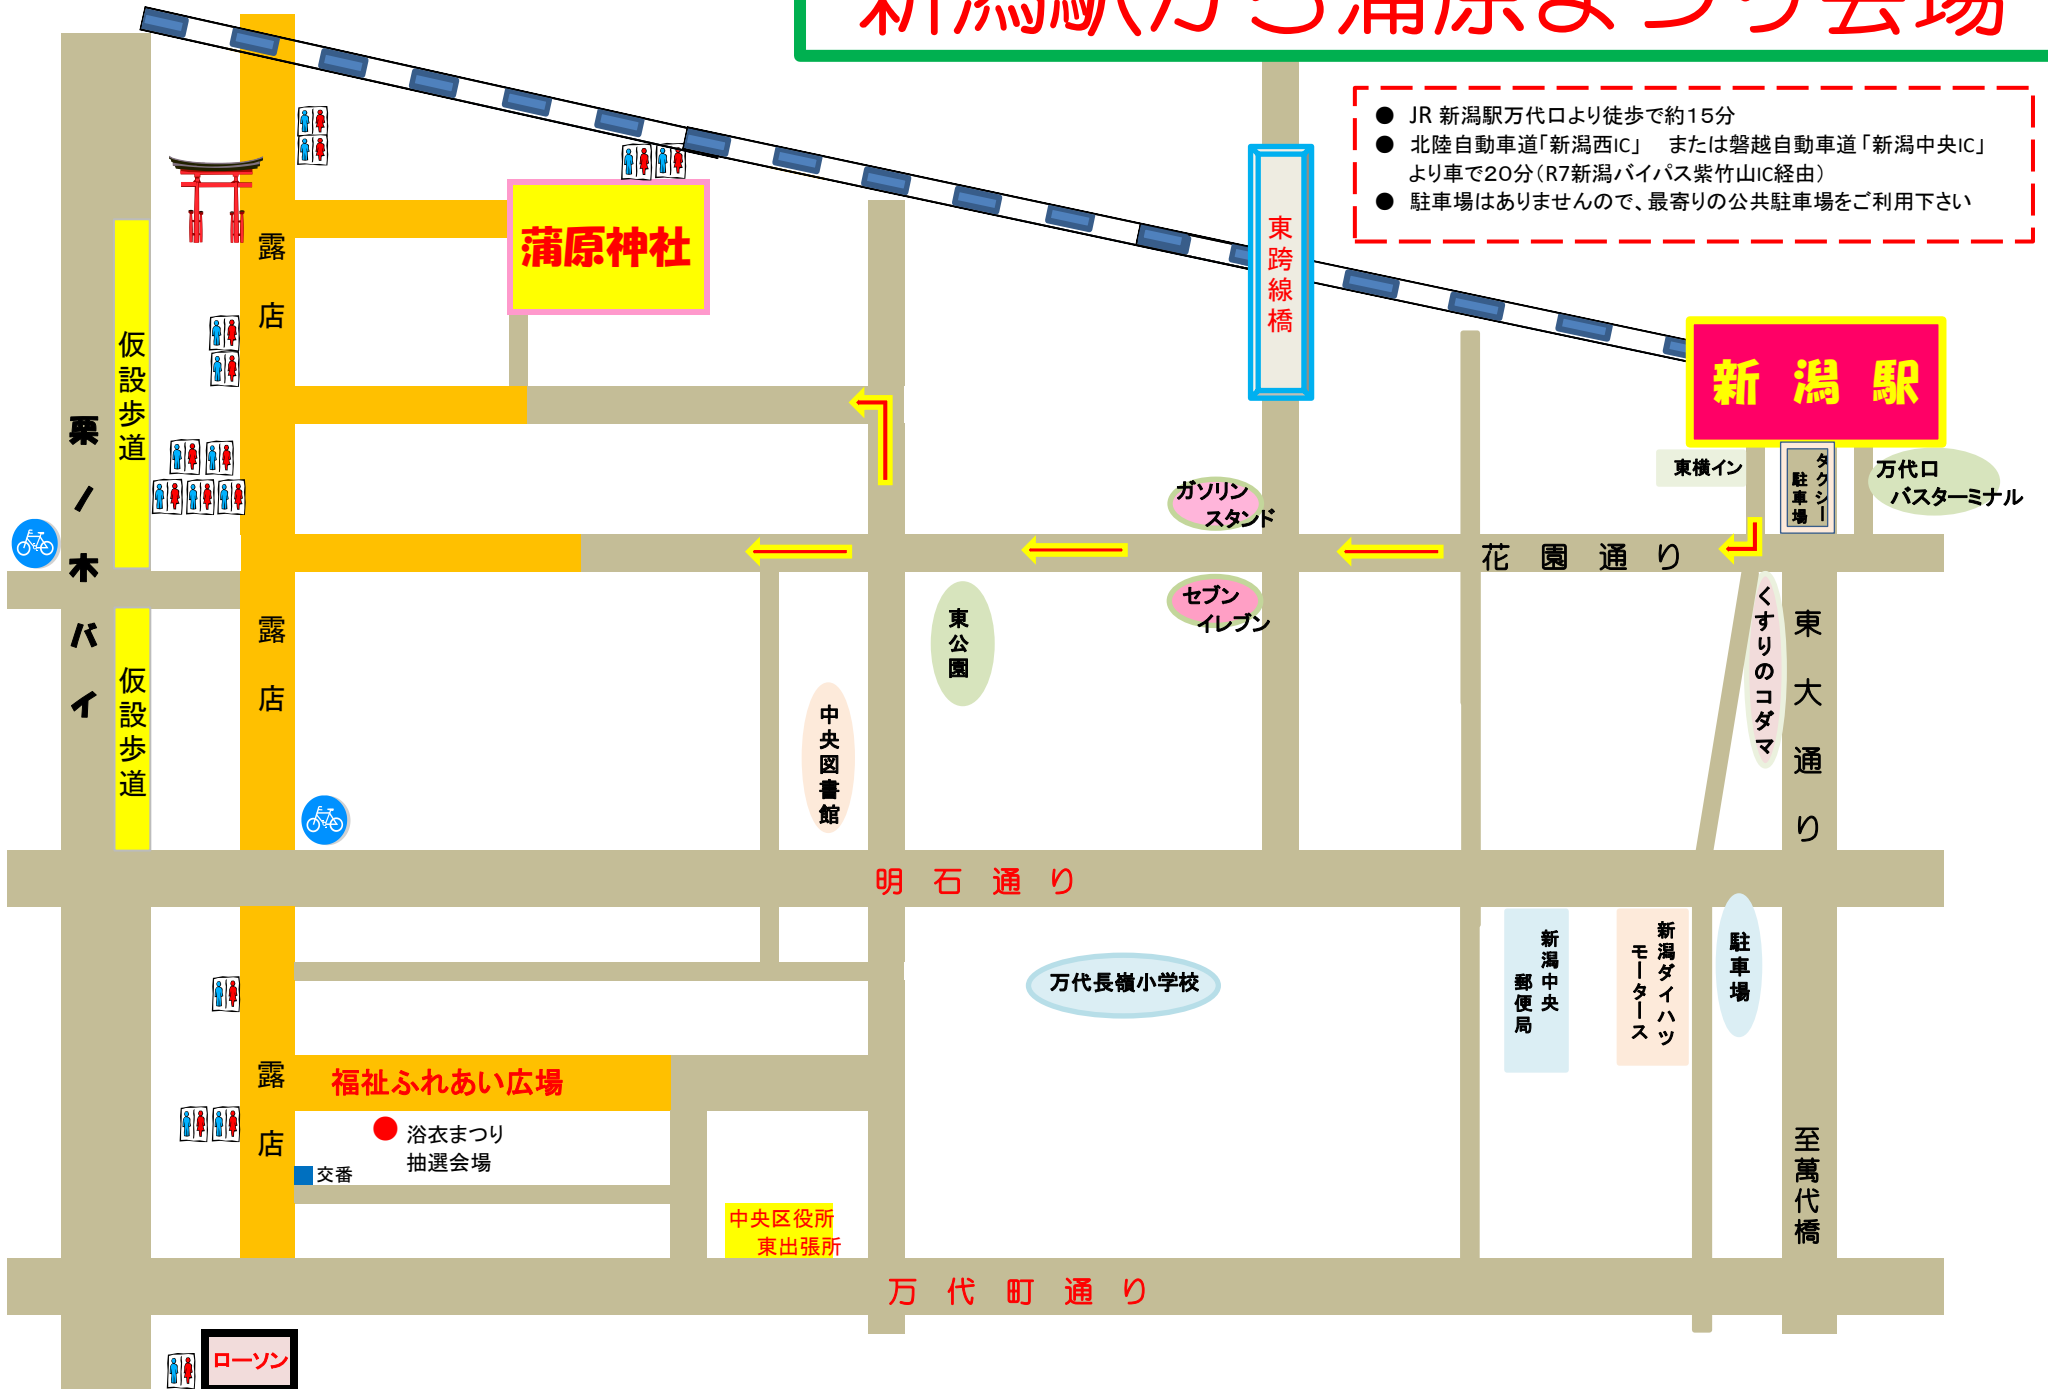 新潟駅から蒲原まつり会場
● JR 新潟駅万代口より徒歩で約15分
● 北陸自動車道「新潟西IC」 または磐越自動車道「新潟中央IC」
より車で20分(R7新潟バイパス紫竹山IC経由)
● 駐車場はありませんので、最寄りの公共駐車場をご利用下さい
露店
蒲原神社
東跨線橋
仮設歩道
新潟駅
栗ノ木バイ
東横イン
タクシー
駐車場
万代口
バスターミナル
ガソリン
スタンド
花園通り
セブン
イレブン
東公園
くすりのコダマ
東大通り
露店
仮設歩道
中央図書館
明石通り
万代長嶺小学校
新潟中央
郵便局
新潟ダイハツ
モータース
駐車場
露店
福祉ふれあい広場
浴衣まつり
抽選会場
交番
至萬代橋
中央区役所
東出張所
万代町通り
ローソン